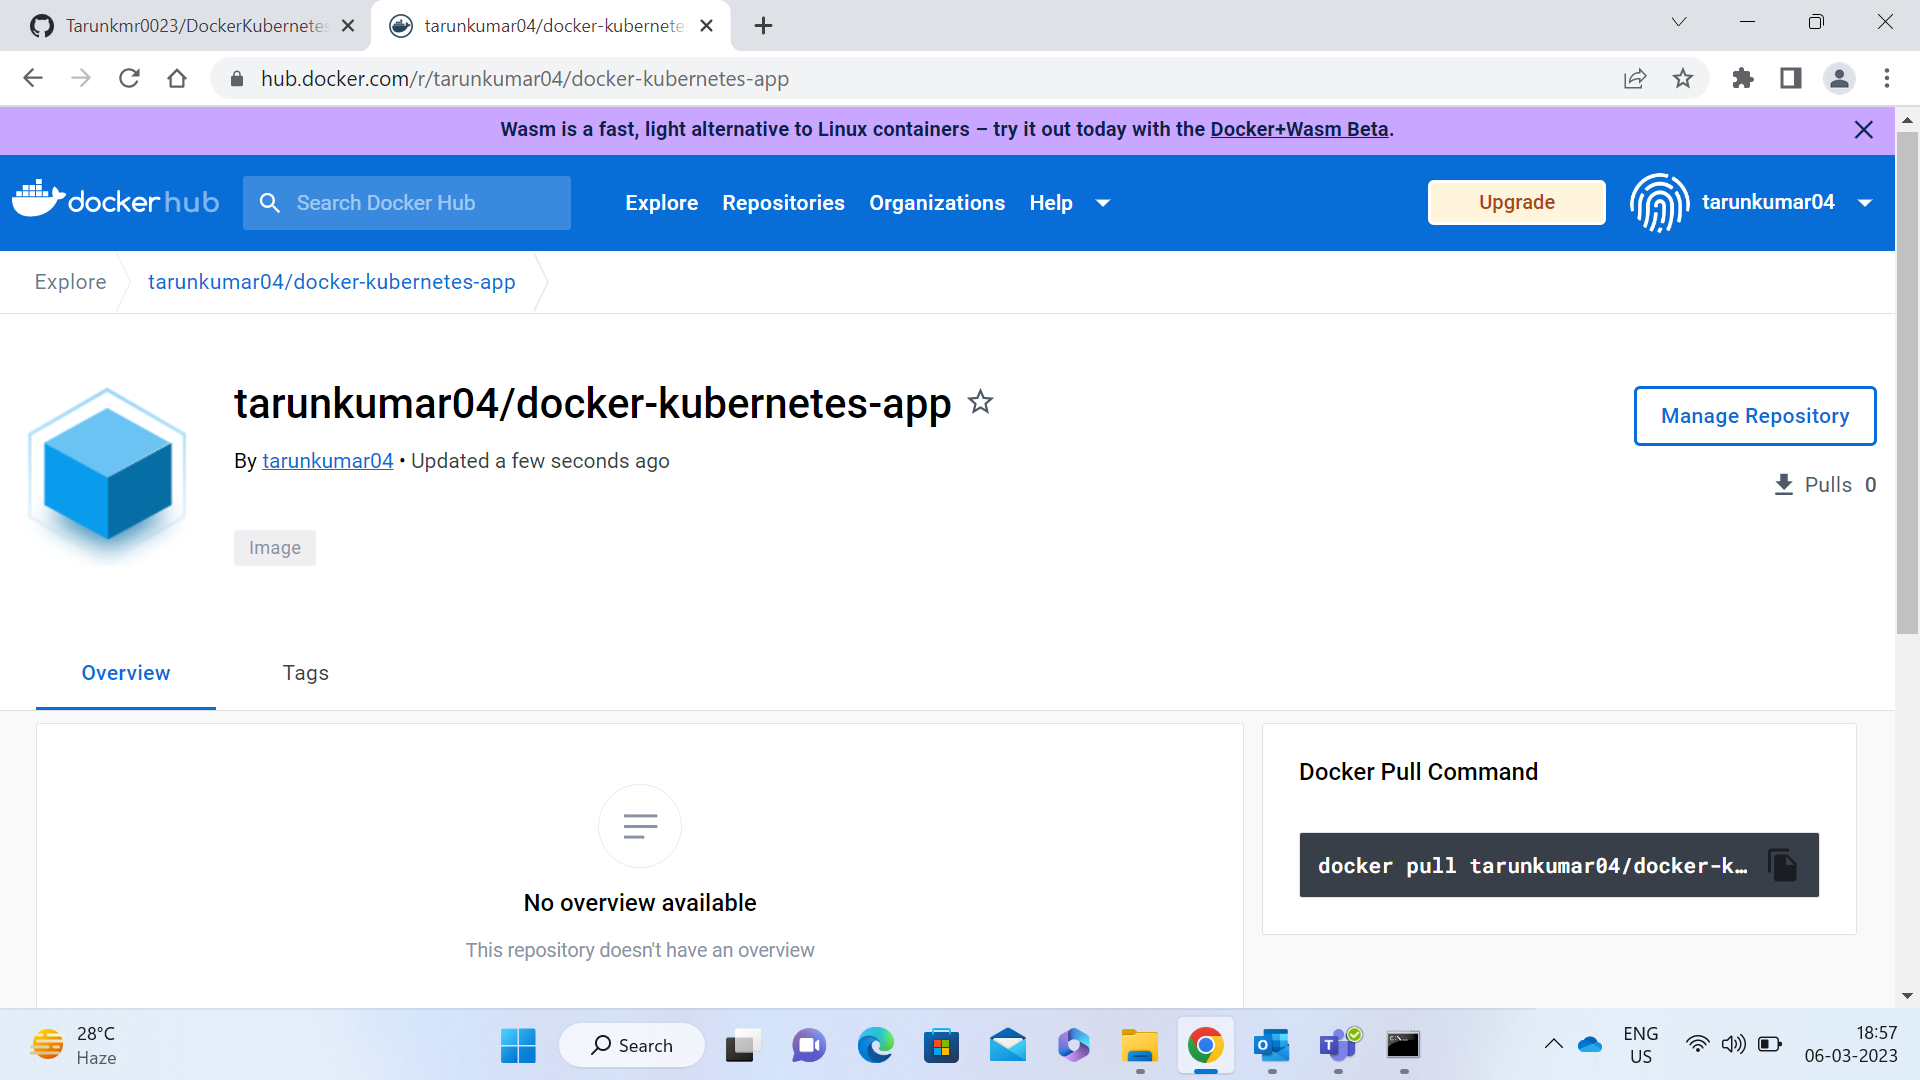 Tarunkmr0023/DockerKubernetes
tarunkumar04/docker-kubernete
hub.docker.com/r/tarunkumar04/docker-kubernetes-app
Wasm is a fast, light alternative to Linux containers – try it out today with the Docker+Wasm Beta.
dockerhub
Search Docker Hub
Explore
Repositories
Organizations
Help
Upgrade
tarunkumar04
Explore
tarunkumar04/docker-kubernetes-app
tarunkumar04/docker-kubernetes-app
Manage Repository
By tarunkumar04 • Updated a few seconds ago
Pulls 0
Image
Overview
Tags
No overview available
This repository doesn't have an overview
Docker Pull Command
docker pull tarunkumar04/docker-k…
28°C
Haze
Search
ENG
US
18:57
06-03-2023